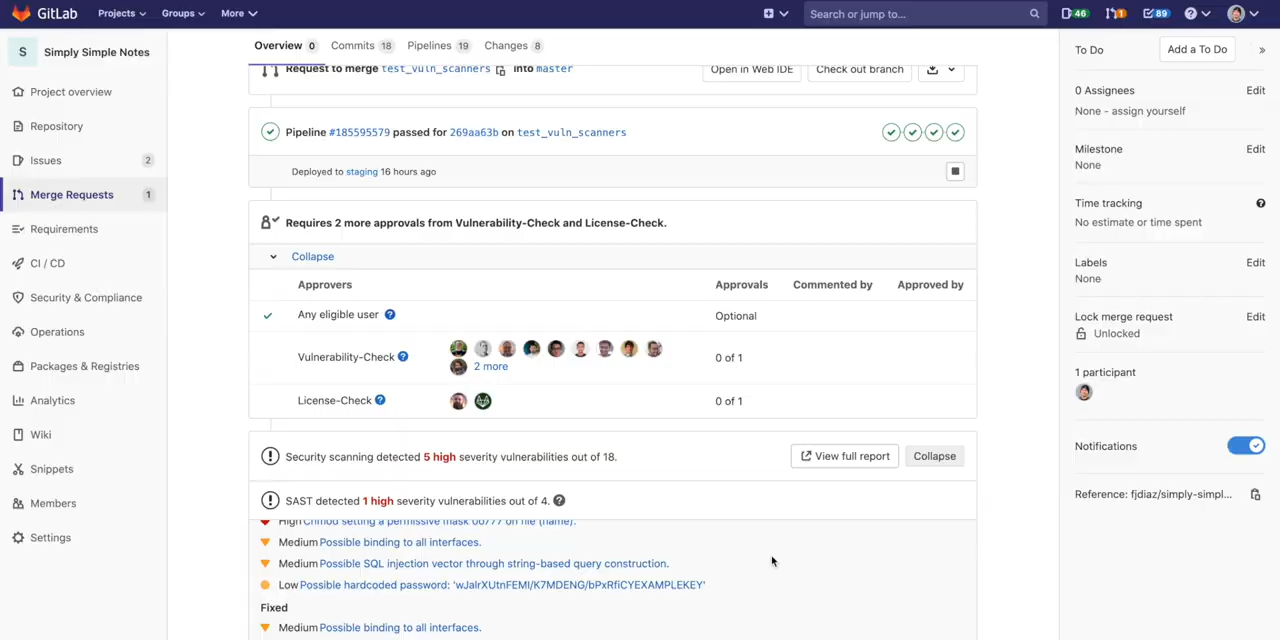 GitLab Projects Groups More Search or jump to... 46 1 89
S Simply Simple Notes
Project overview
Repository
Issues 2
Merge Requests 1
Requirements
CI / CD
Security & Compliance
Operations
Packages & Registries
Analytics
Wiki
Snippets
Members
Settings
Overview 0 Commits 18 Pipelines 19 Changes 8
Request to merge test_vuln_scanners into master Open in Web IDE Check out branch
Pipeline #185595579 passed for 269aa63b on test_vuln_scanners
Deployed to staging 16 hours ago
Requires 2 more approvals from Vulnerability-Check and License-Check.
Collapse
Approvers Approvals Commented by Approved by
Any eligible user Optional
Vulnerability-Check 2 more 0 of 1
License-Check 0 of 1
Security scanning detected 5 high severity vulnerabilities out of 18. View full report Collapse
SAST detected 1 high severity vulnerabilities out of 4.
High Chmod setting a permissive mask 0o777 on file (name).
Medium Possible binding to all interfaces.
Medium Possible SQL injection vector through string-based query construction.
Low Possible hardcoded password: 'wJalrXUtnFEMI/K7MDENG/bPxRfiCYEXAMPLEKEY'
Fixed
Medium Possible binding to all interfaces.
To Do Add a To Do »
0 Assignees Edit
None - assign yourself
Milestone Edit
None
Time tracking
No estimate or time spent
Labels Edit
None
Lock merge request Edit
Unlocked
1 participant
Notifications
Reference: fjdiaz/simply-simpl...